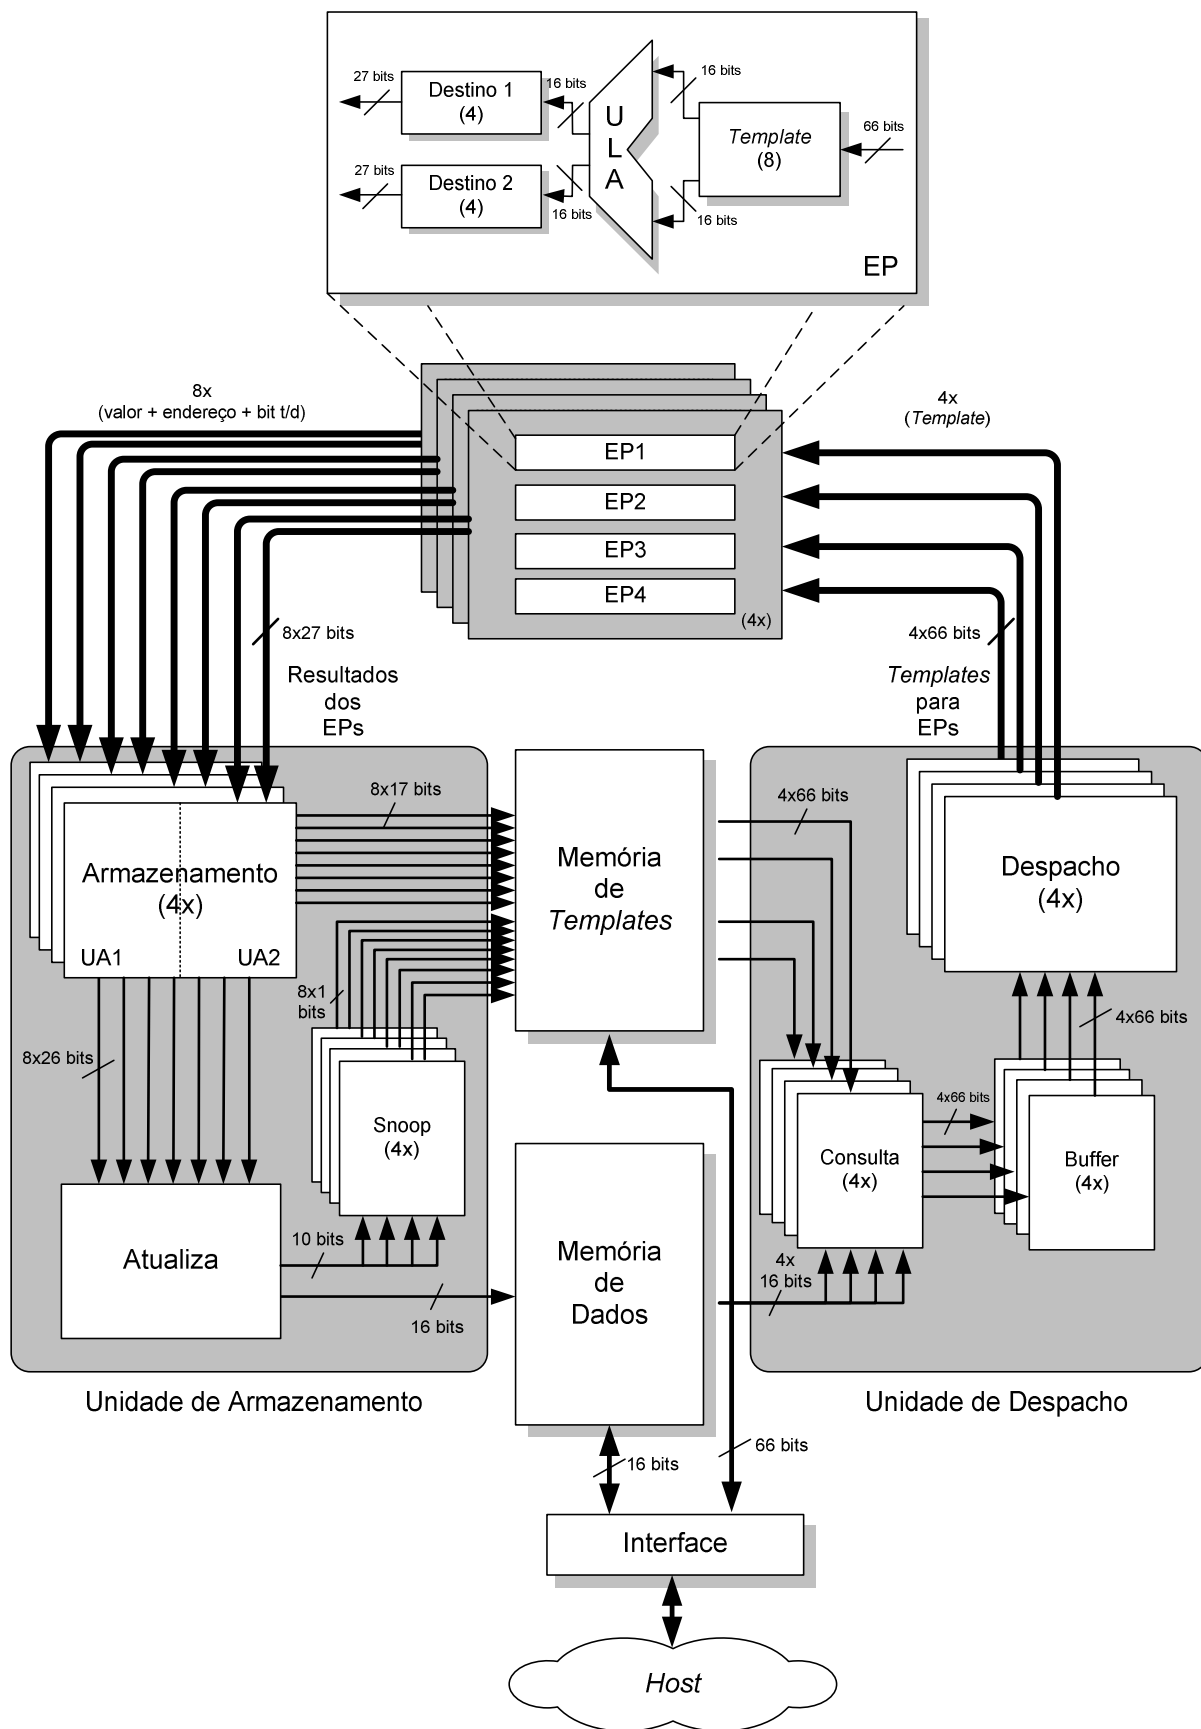 27 bits
Destino 1
(4)
16 bits
U
L
A
16 bits
Template
(8)
66 bits
27 bits
Destino 2
(4)
16 bits
16 bits
EP
8x
(valor + endereço + bit t/d)
4x
(Template)
EP1
EP2
EP3
EP4
(4x)
8x27 bits
4x66 bits
Resultados
dos
EPs
Templates
para
EPs
Armazenamento
(4x)
UA1
UA2
8x17 bits
8x1
bits
8x26 bits
Snoop
(4x)
Atualiza
10 bits
16 bits
Unidade de Armazenamento
Memória
de
Templates
Memória
de
Dados
4x66 bits
Despacho
(4x)
4x66 bits
4x66 bits
Consulta
(4x)
Buffer
(4x)
4x
16 bits
Unidade de Despacho
16 bits
66 bits
Interface
Host